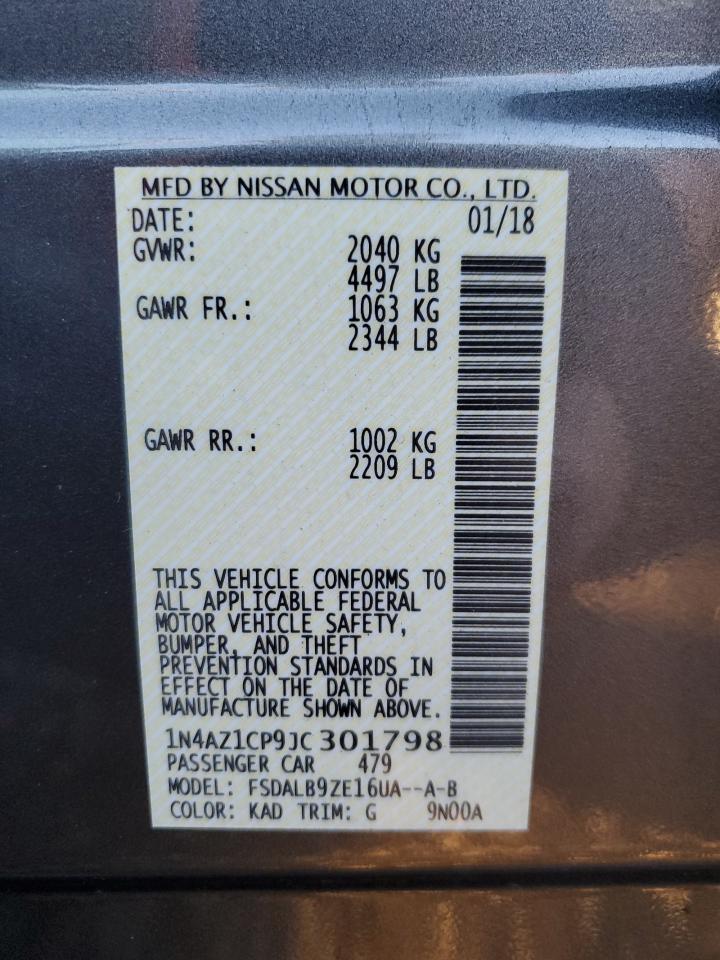 MFD BY NISSAN MOTOR CO., LTD.
DATE: 01/18
GVWR: 2040 KG
4497 LB
GAWR FR.: 1063 KG
2344 LB
GAWR RR.: 1002 KG
2209 LB
THIS VEHICLE CONFORMS TO
ALL APPLICABLE FEDERAL
MOTOR VEHICLE SAFETY,
BUMPER, AND THEFT
PREVENTION STANDARDS IN
EFFECT ON THE DATE OF
MANUFACTURE SHOWN ABOVE.
1N4AZ1CP9JC301798
PASSENGER CAR 479
MODEL: FSDALB9ZE16UA--A-B
COLOR: KAD TRIM: G 9N00A